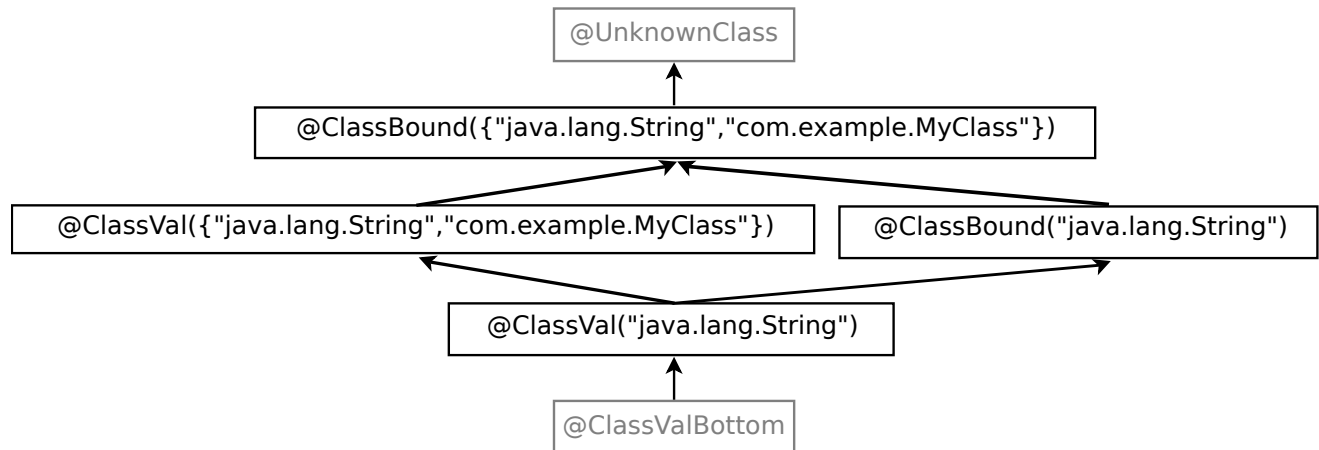 @UnknownClass
@ClassBound({"java.lang.String","com.example.MyClass"})
@ClassVal({"java.lang.String","com.example.MyClass"})
@ClassBound("java.lang.String")
@ClassVal("java.lang.String")
@ClassValBottom